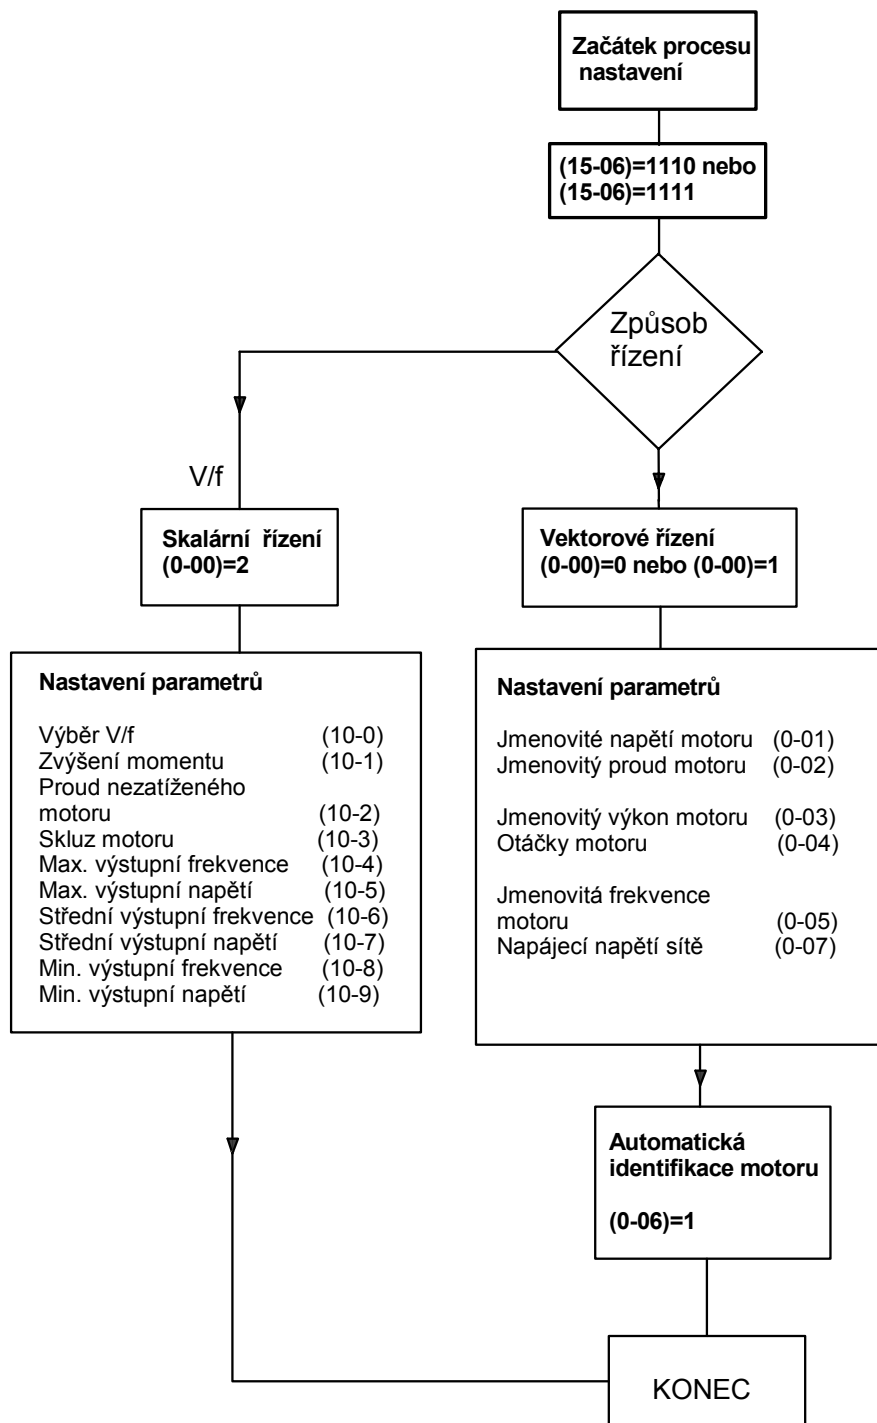 Začátek procesu
nastavení
(15-06)=1110 nebo
(15-06)=1111
Způsob
řízení
V/f
Skalární řízení
(0-00)=2
Vektorové řízení
(0-00)=0 nebo (0-00)=1
Nastavení parametrů
Výběr V/f (10-0)
Zvýšení momentu (10-1)
Proud nezatíženého
motoru (10-2)
Skluz motoru (10-3)
Max. výstupní frekvence (10-4)
Max. výstupní napětí (10-5)
Střední výstupní frekvence (10-6)
Střední výstupní napětí (10-7)
Min. výstupní frekvence (10-8)
Min. výstupní napětí (10-9)
Nastavení parametrů
Jmenovité napětí motoru (0-01)
Jmenovitý proud motoru (0-02)
Jmenovitý výkon motoru (0-03)
Otáčky motoru (0-04)
Jmenovitá frekvence
motoru (0-05)
Napájecí napětí sítě (0-07)
Automatická
identifikace motoru
(0-06)=1
KONEC